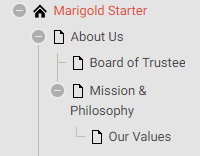 Marigold Starter
About Us
Board of Trustee
Mission &
Philosophy
Our Values